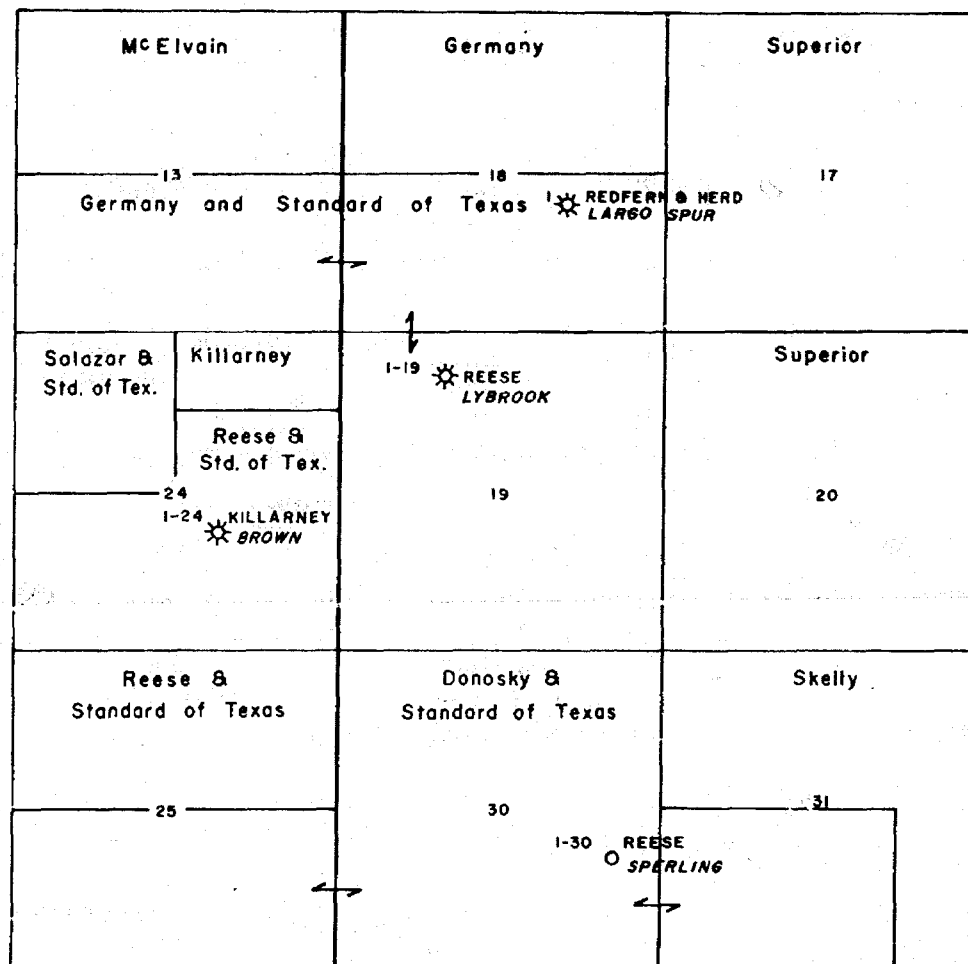 McElvain
Germany
Superior
13
18
17
Germany and Standard of Texas
1 REDFERN & HERD
LARGO SPUR
Salazar &
Std. of Tex.
Killarney
1-19 REESE
LYBROOK
Superior
Reese &
Std. of Tex.
24
19
20
1-24 KILLARNEY
BROWN
Reese &
Standard of Texas
Donosky &
Standard of Texas
Skelly
25
30
31
1-30 REESE
SPERLING